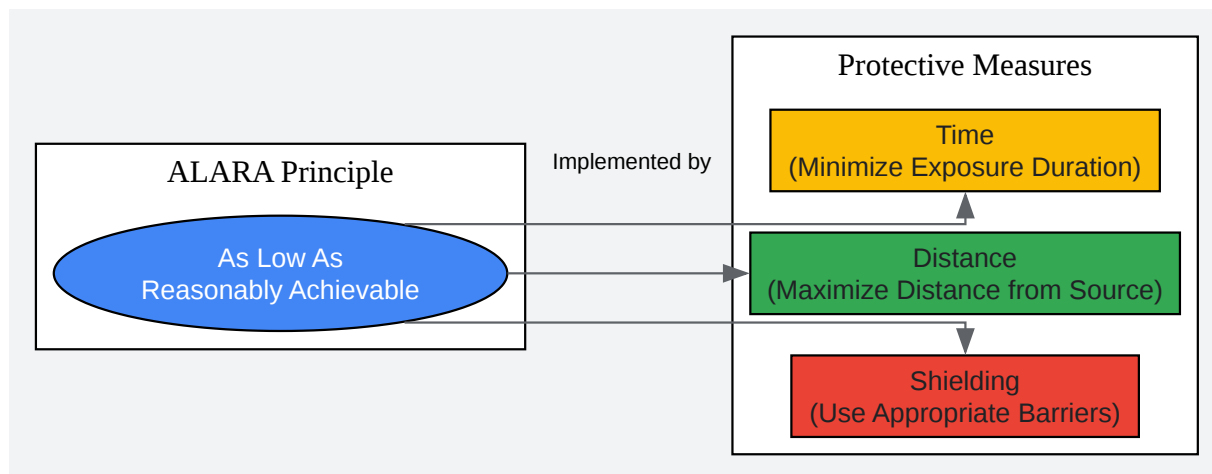 ALARA Principle
As Low As
Reasonably Achievable
Implemented by
Protective Measures
Time
(Minimize Exposure Duration)
Distance
(Maximize Distance from Source)
Shielding
(Use Appropriate Barriers)